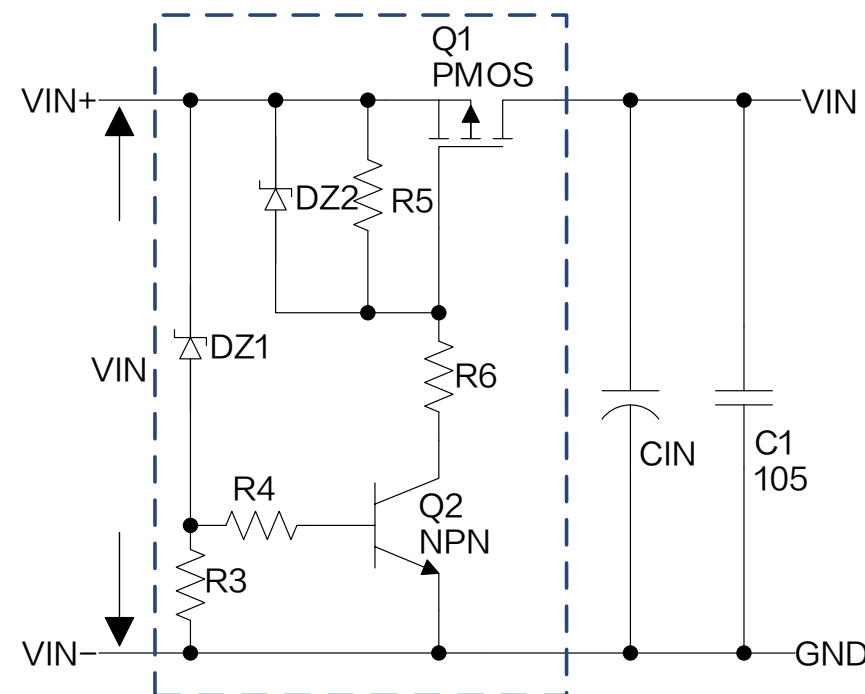 Q1
PMOS
VIN+
VIN
DZ2
R5
DZ1
VIN
R6
CIN
C1
105
R4
Q2
NPN
R3
VIN−
GND